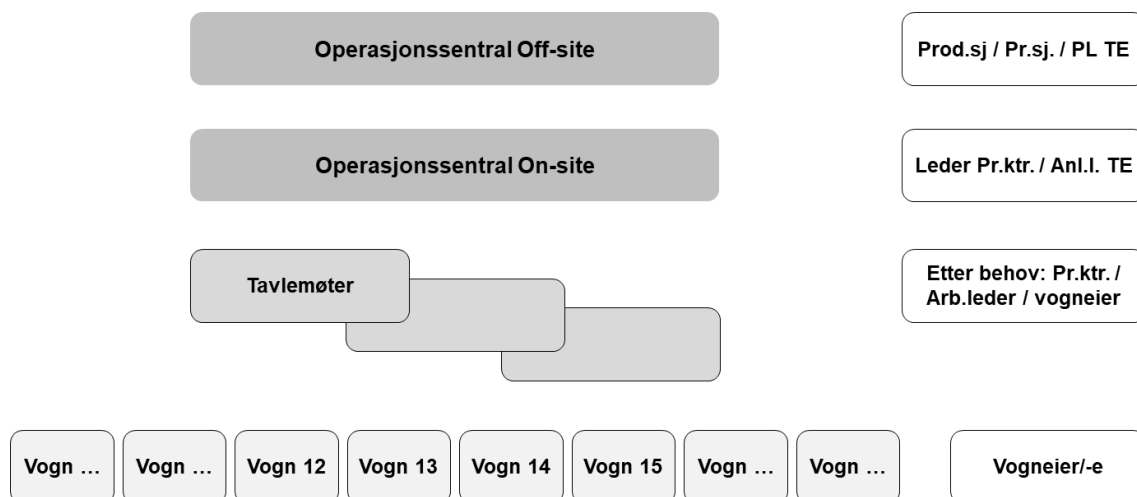 Operasjonssentral Off-site
Prod.sj / Pr.sj. / PL TE
Operasjonssentral On-site
Leder Pr.ktr. / Anl.l. TE
Tavlemøter
Etter behov: Pr.ktr. /
Arb.leder / vogneier
Vogn ...
Vogn ...
Vogn 12
Vogn 13
Vogn 14
Vogn 15
Vogn ...
Vogn ...
Vogneier/-e